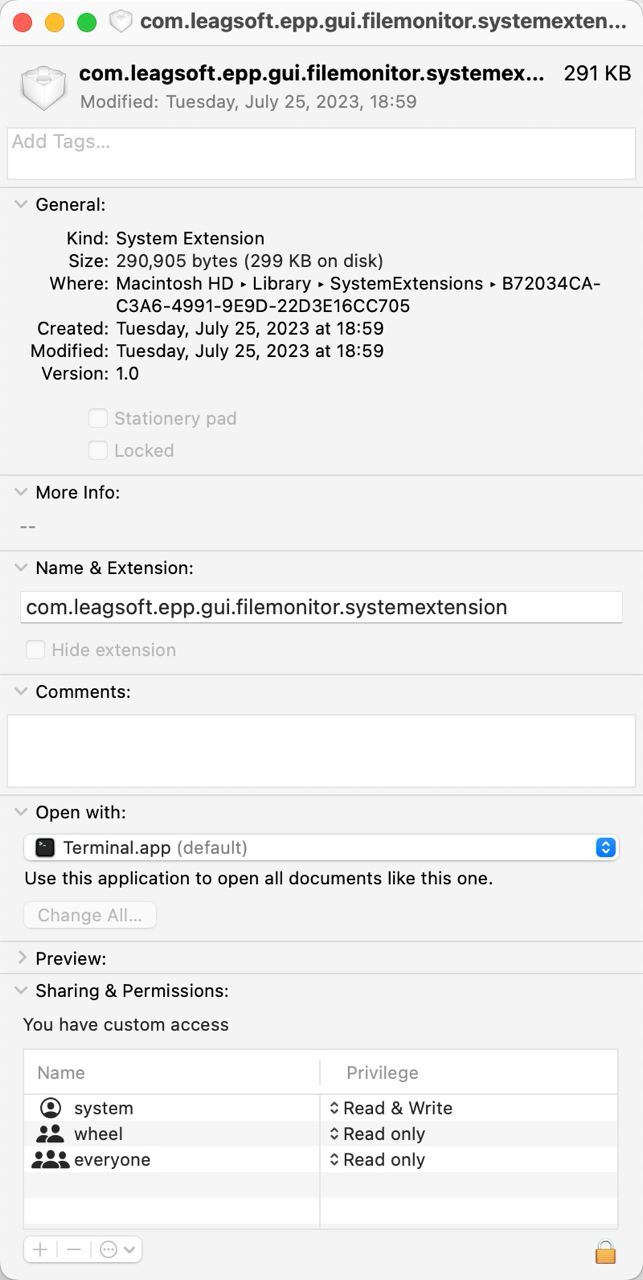 com.leagsoft.epp.gui.filemonitor.systemexten...
com.leagsoft.epp.gui.filemonitor.systemex... 291 KB
Modified: Tuesday, July 25, 2023, 18:59
Add Tags...
General:
Kind: System Extension
Size: 290,905 bytes (299 KB on disk)
Where: Macintosh HD ▸ Library ▸ SystemExtensions ▸ B72034CA-
C3A6-4991-9E9D-22D3E16CC705
Created: Tuesday, July 25, 2023 at 18:59
Modified: Tuesday, July 25, 2023 at 18:59
Version: 1.0
Stationery pad
Locked
More Info:
--
Name & Extension:
com.leagsoft.epp.gui.filemonitor.systemextension
Hide extension
Comments:
Open with:
Terminal.app (default)
Use this application to open all documents like this one.
Change All...
Preview:
Sharing & Permissions:
You have custom access
Name Privilege
system Read & Write
wheel Read only
everyone Read only